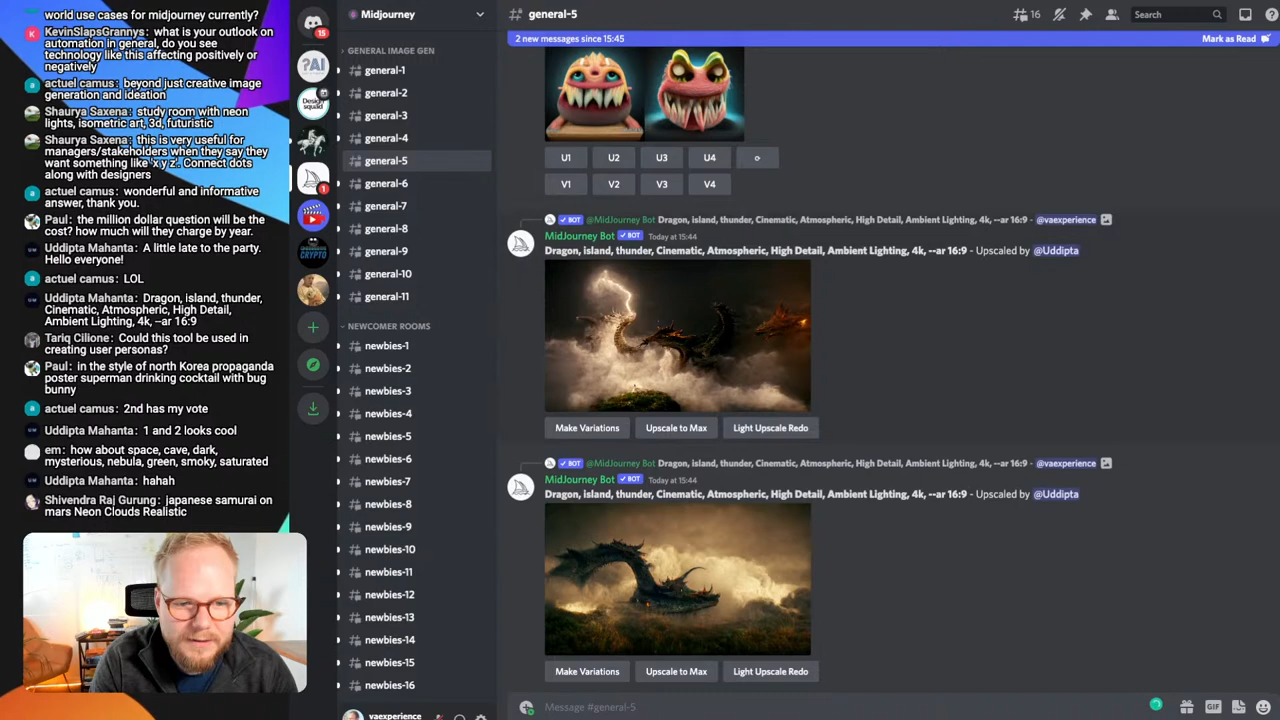 world use cases for midjourney currently?
K
KevinSlapsGrannys: what is your outlook on
automation in general, do you see
technology like this affecting positively or
negatively
a
actuel camus: beyond just creative image
generation and ideation
Shaurya Saxena: study room with neon
lights, isometric art, 3d, futuristic
Shaurya Saxena: this is very useful for
managers/stakeholders when they say they
want something like 'x y z'. Connect dots
along with designers
a
actuel camus: wonderful and informative
answer, thank you.
Paul: the million dollar question will be the
cost? how much will they charge by year.
Uddipta Mahanta: A little late to the party.
Hello everyone!
a
actuel camus: LOL
Uddipta Mahanta: Dragon, island, thunder,
Cinematic, Atmospheric, High Detail,
Ambient Lighting, 4k, --ar 16:9
Tariq Cilione: Could this tool be used in
creating user personas?
Paul: in the style of north Korea propaganda
poster superman drinking cocktail with bug
bunny
a
actuel camus: 2nd has my vote
Uddipta Mahanta: 1 and 2 looks cool
em: how about space, cave, dark,
mysterious, nebula, green, smoky, saturated
Uddipta Mahanta: hahah
Shivendra Raj Gurung: japanese samurai on
mars Neon Clouds Realistic
15
PAI
Design
squad
1
CRYPTO
Midjourney
GENERAL IMAGE GEN
general-1
general-2
general-3
general-4
general-5
general-6
general-7
general-8
general-9
general-10
general-11
NEWCOMER ROOMS
newbies-1
newbies-2
newbies-3
newbies-4
newbies-5
newbies-6
newbies-7
newbies-8
newbies-9
newbies-10
newbies-11
newbies-12
newbies-13
newbies-14
newbies-15
newbies-16
vaexperience
general-5
16
Search
2 new messages since 15:45
Mark as Read
U1 U2 U3 U4
V1 V2 V3 V4
BOT @MidJourney Bot Dragon, island, thunder, Cinematic, Atmospheric, High Detail, Ambient Lighting, 4k, --ar 16:9 - @vaexperience
MidJourney Bot BOT Today at 15:44
Dragon, island, thunder, Cinematic, Atmospheric, High Detail, Ambient Lighting, 4k, --ar 16:9 - Upscaled by @Uddipta
Make Variations Upscale to Max Light Upscale Redo
BOT @MidJourney Bot Dragon, island, thunder, Cinematic, Atmospheric, High Detail, Ambient Lighting, 4k, --ar 16:9 - @vaexperience
MidJourney Bot BOT Today at 15:44
Dragon, island, thunder, Cinematic, Atmospheric, High Detail, Ambient Lighting, 4k, --ar 16:9 - Upscaled by @Uddipta
Make Variations Upscale to Max Light Upscale Redo
Message #general-5
GIF